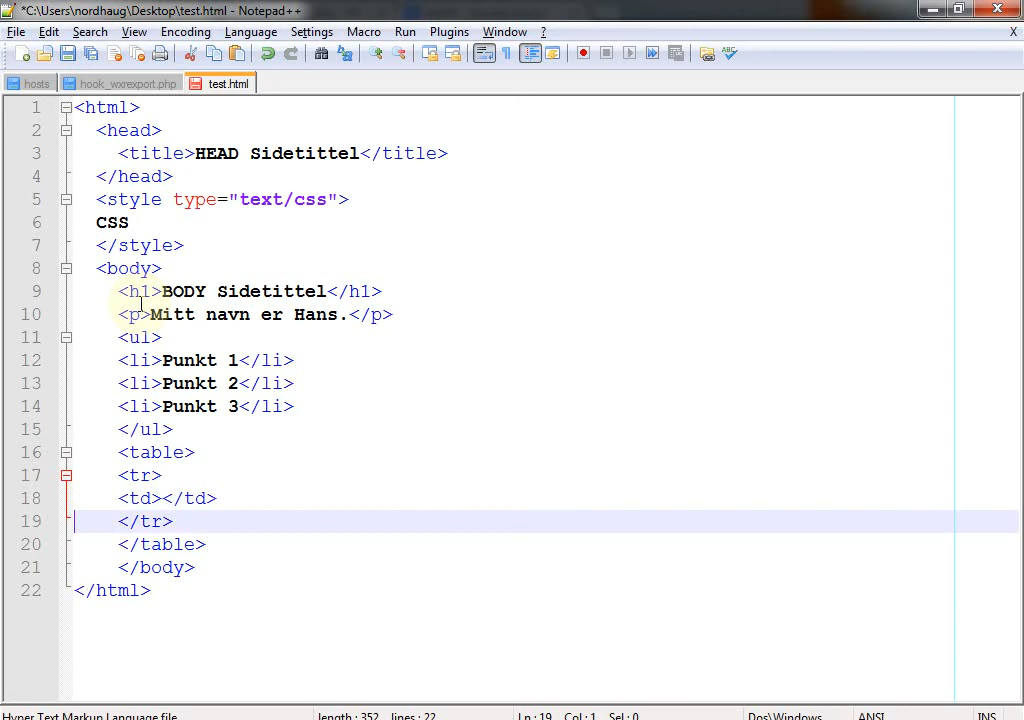 *C:\Users\nordhaug\Desktop\test.html - Notepad++
File Edit Search View Encoding Language Settings Macro Run Plugins Window ? X
hosts hook_wxrexport.php test.html
1 <html>
2 <head>
3 <title>HEAD Sidetittel</title>
4 </head>
5 <style type="text/css">
6 CSS
7 </style>
8 <body>
9 <h1>BODY Sidetittel</h1>
10 <p>Mitt navn er Hans.</p>
11 <ul>
12 <li>Punkt 1</li>
13 <li>Punkt 2</li>
14 <li>Punkt 3</li>
15 </ul>
16 <table>
17 <tr>
18 <td></td>
19 </tr>
20 </table>
21 </body>
22 </html>
Hyper Text Markup Language file length : 352 lines : 22 Ln : 19 Col : 1 Sel : 0 Dos\Windows ANSI INS